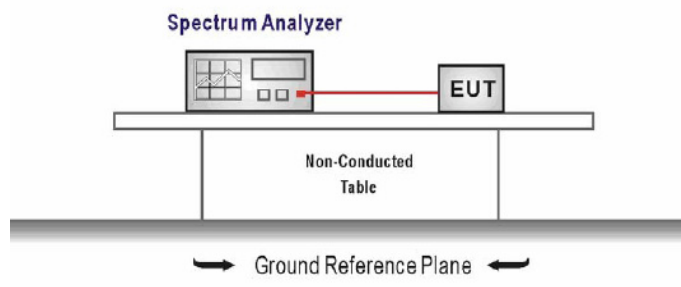 Spectrum Analyzer
EUT
Non-Conducted
Table
Ground Reference Plane